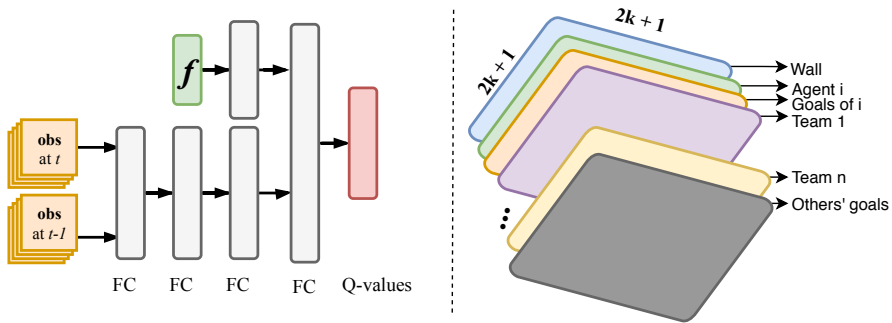 f
obs
at t
obs
at t-1
FC
FC
FC
FC
Q-values
2k + 1
2k + 1
Wall
Agent i
Goals of i
Team 1
...
Team n
Others' goals